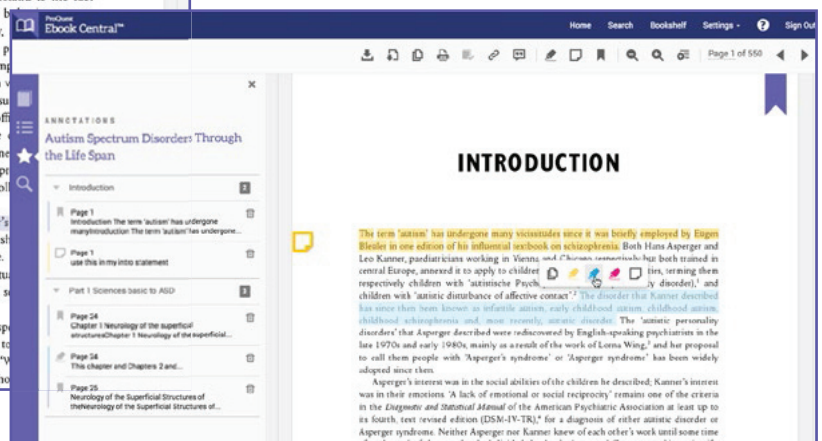 ProQuest
Ebook Central™
Home Search Bookshelf Settings Sign Out
Page 1 of 550
ANNOTATIONS
Autism Spectrum Disorders Through
the Life Span
Introduction 2
Page 1
Introduction The term 'autism' has undergone
manyIntroduction The term 'autism' has undergone...
Page 1
use this in my intro statement
Part 1 Sciences basic to ASD 3
Page 24
Chapter 1 Neurology of the superficial
structuresChapter 1 Neurology of the superficial...
Page 24
This chapter and Chapters 2 and...
Page 25
Neurology of the Superficial Structures of
theNeurology of the Superficial Structures of...
INTRODUCTION
The term 'autism' has undergone many vicissitudes since it was briefly employed by Eugen
Bleuler in one edition of his influential textbook on schizophrenia. Both Hans Asperger and
Leo Kanner, paediatricians working in Vienna and Chicago respectively but both trained in
central Europe, annexed it to apply to children terming them
respectively children with 'autistische disorder),¹ and
children with 'autistic disturbance of affective contact'.² The disorder that Kanner described
has since then been known as infantile autism, early childhood autism, childhood autism,
childhood schizophrenia and, most recently, autistic disorder. The 'autistic personality
disorders' that Asperger described were rediscovered by English-speaking psychiatrists in the
late 1970s and early 1980s, mainly as a result of the work of Lorna Wing,³ and her proposal
to call them people with 'Asperger's syndrome' or 'Asperger syndrome' has been widely
adopted since then.
Asperger's interest was in the social abilities of the children he described; Kanner's interest
was in their emotions. 'A lack of emotional or social reciprocity' remains one of the criteria
in the Diagnostic and Statistical Manual of the American Psychiatric Association at least up to
its fourth, text revised edition (DSM-IV-TR),⁴ for a diagnosis of either autistic disorder or
Asperger syndrome. Neither Asperger nor Kanner knew of each other's work until some time